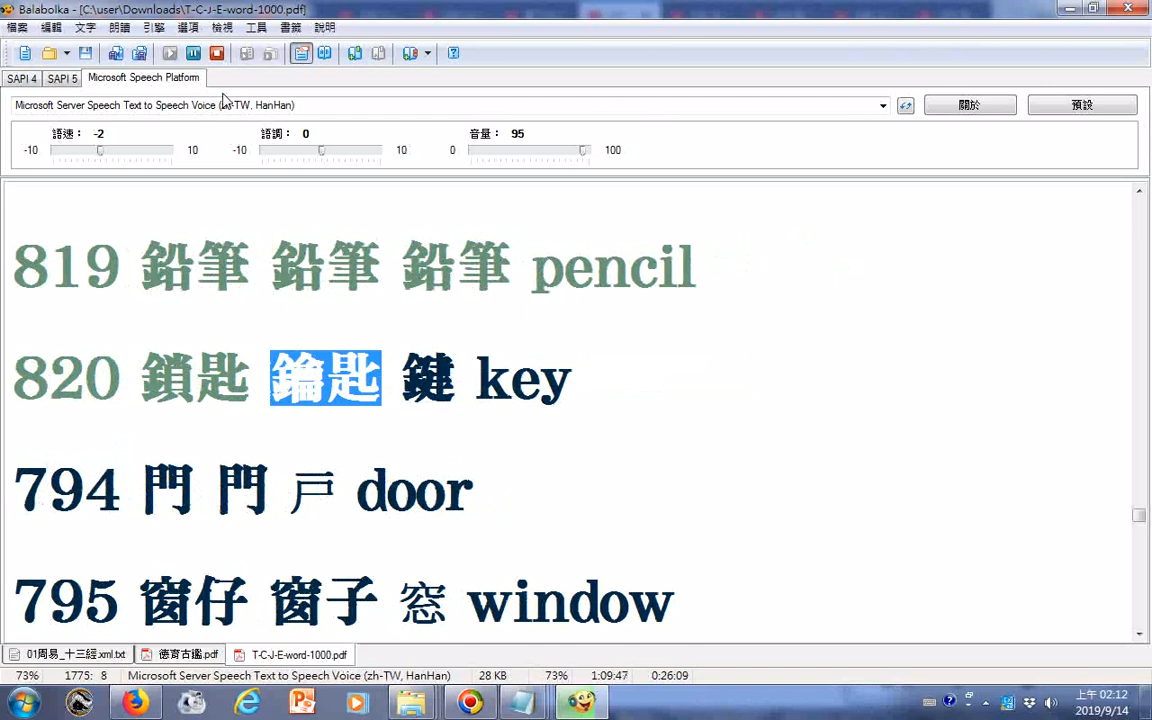 Balabolka - [C:\user\Downloads\T-C-J-E-word-1000.pdf]
檔案 編輯 文字 朗讀 引擎 選項 檢視 工具 書籤 說明
SAPI 4 SAPI 5 Microsoft Speech Platform
Microsoft Server Speech Text to Speech Voice (zh-TW, HanHan) 關於 預設
語速： -2 語調： 0 音量： 95
-10 10 -10 10 0 100
819 鉛筆 鉛筆 鉛筆 pencil
820 鎖匙 鑰匙 鍵 key
794 門 門 戸 door
795 窗仔 窗子 窓 window
01周易_十三經.xml.txt 德育古鑑.pdf T-C-J-E-word-1000.pdf
73% 1775: 8 Microsoft Server Speech Text to Speech Voice (zh-TW, HanHan) 28 KB 73% 1:09:47 0:26:09
上午 02:12
2019/9/14